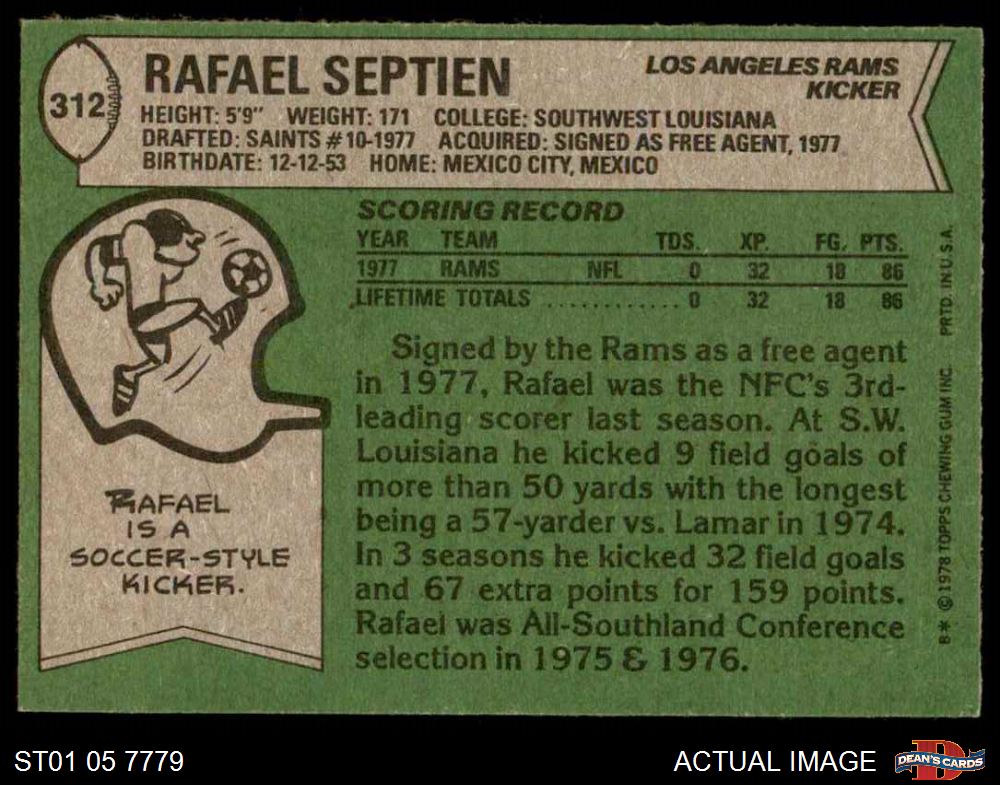 312
RAFAEL SEPTIEN
LOS ANGELES RAMS
KICKER
HEIGHT: 5'9" WEIGHT: 171 COLLEGE: SOUTHWEST LOUISIANA
DRAFTED: SAINTS #10-1977 ACQUIRED: SIGNED AS FREE AGENT, 1977
BIRTHDATE: 12-12-53 HOME: MEXICO CITY, MEXICO
SCORING RECORD
YEAR TEAM TDS. XP. FG. PTS.
1977 RAMS NFL 0 32 18 86
LIFETIME TOTALS ............ 0 32 18 86
Signed by the Rams as a free agent
in 1977, Rafael was the NFC's 3rd-
leading scorer last season. At S.W.
Louisiana he kicked 9 field goals of
more than 50 yards with the longest
being a 57-yarder vs. Lamar in 1974.
In 3 seasons he kicked 32 field goals
and 67 extra points for 159 points.
Rafael was All-Southland Conference
selection in 1975 & 1976.
RAFAEL
IS A
SOCCER-STYLE
KICKER.
B* © 1978 TOPPS CHEWING GUM INC. PRTD. IN U.S.A.
ST01 05 7779
ACTUAL IMAGE
DEAN'S CARDS